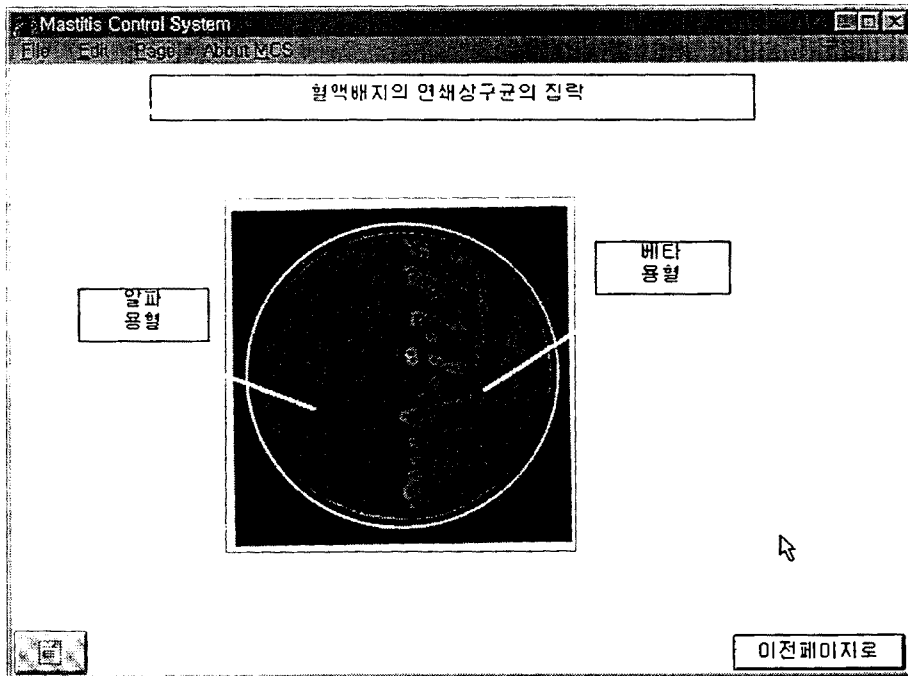 Mastitis Control System
File Edit Page About MCS
혈액배지의 연쇄상구균의 집락
베타
용혈
알파
용혈
이전페이지로